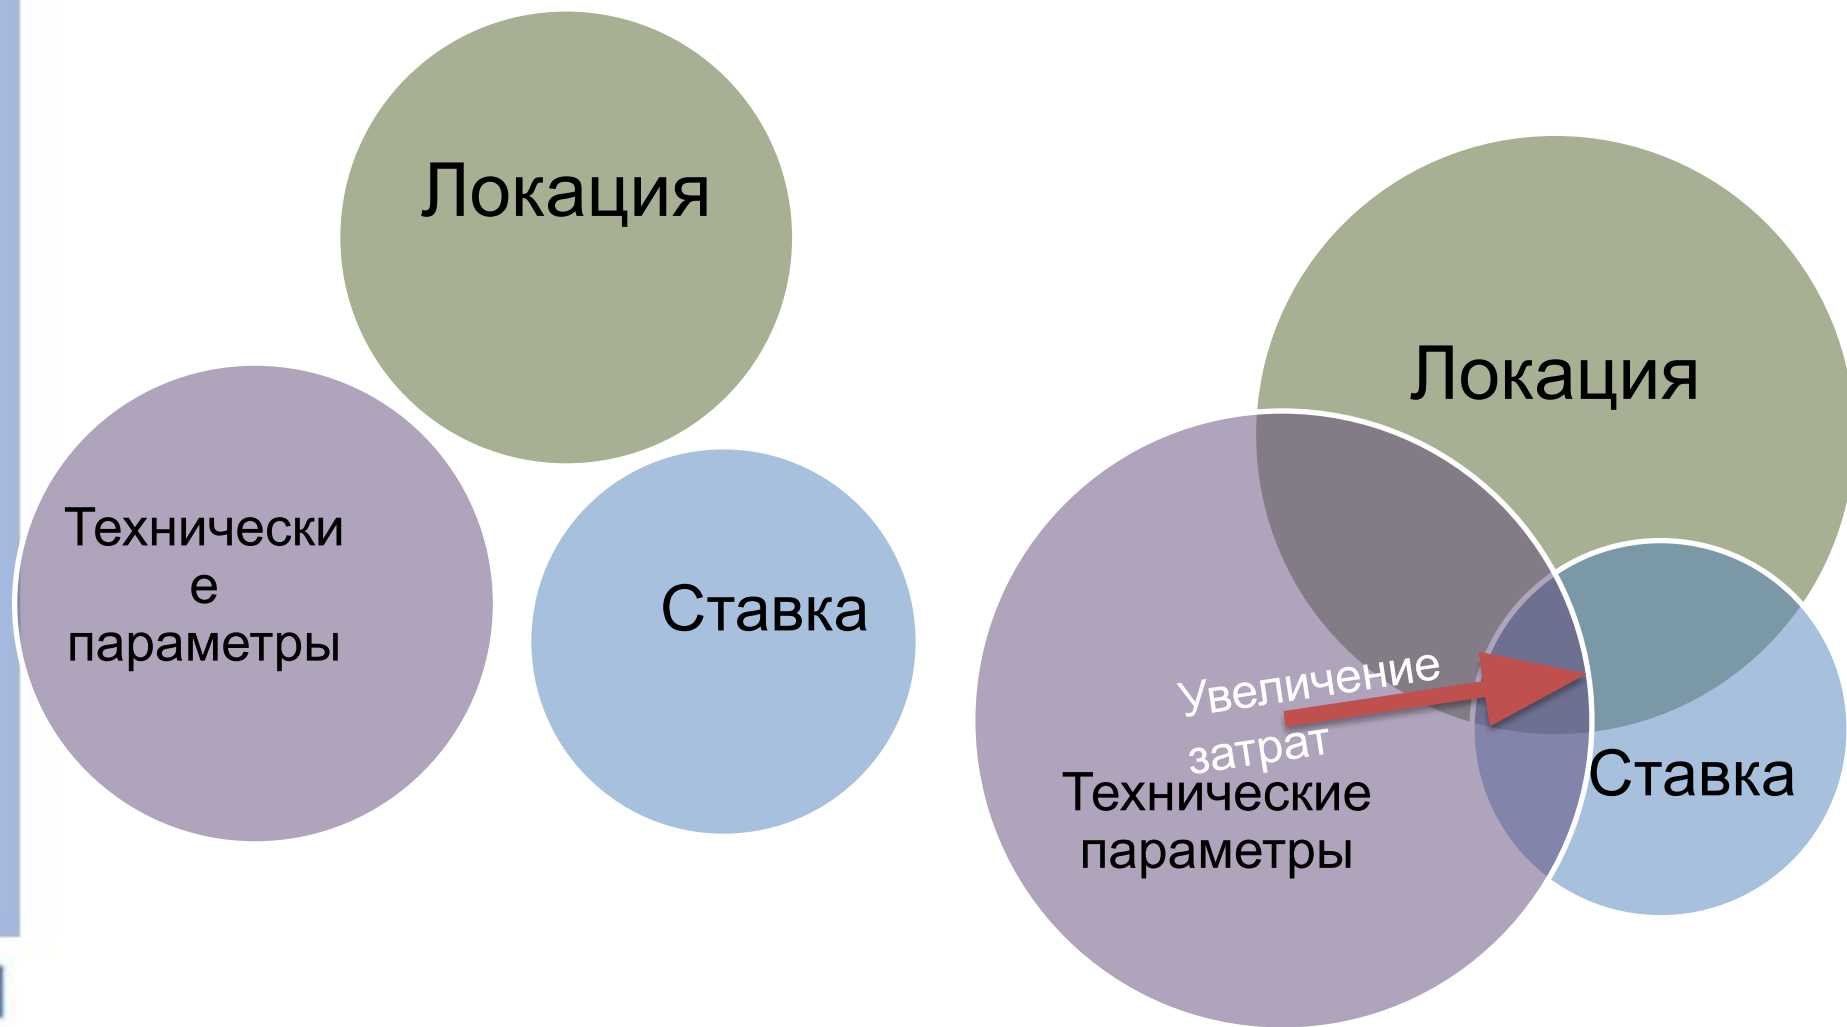 Локация
Технически
е
параметры
Ставка
Локация
Увеличение
затрат
Технические
параметры
Ставка